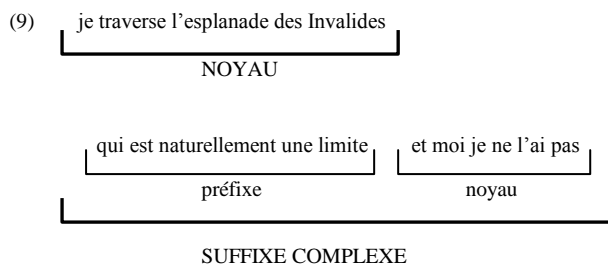 (9) je traverse l’esplanade des Invalides
NOYAU
qui est naturellement une limite et moi je ne l’ai pas
préfixe noyau
SUFFIXE COMPLEXE